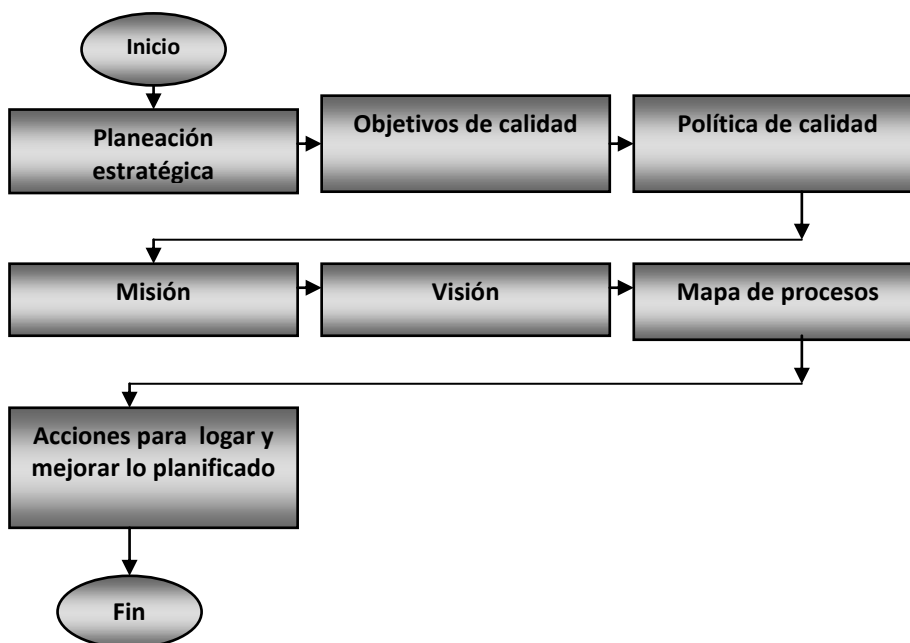 Inicio
Planeación
estratégica
Objetivos de calidad
Política de calidad
Misión
Visión
Mapa de procesos
Acciones para  logar y
mejorar lo planificado
Fin